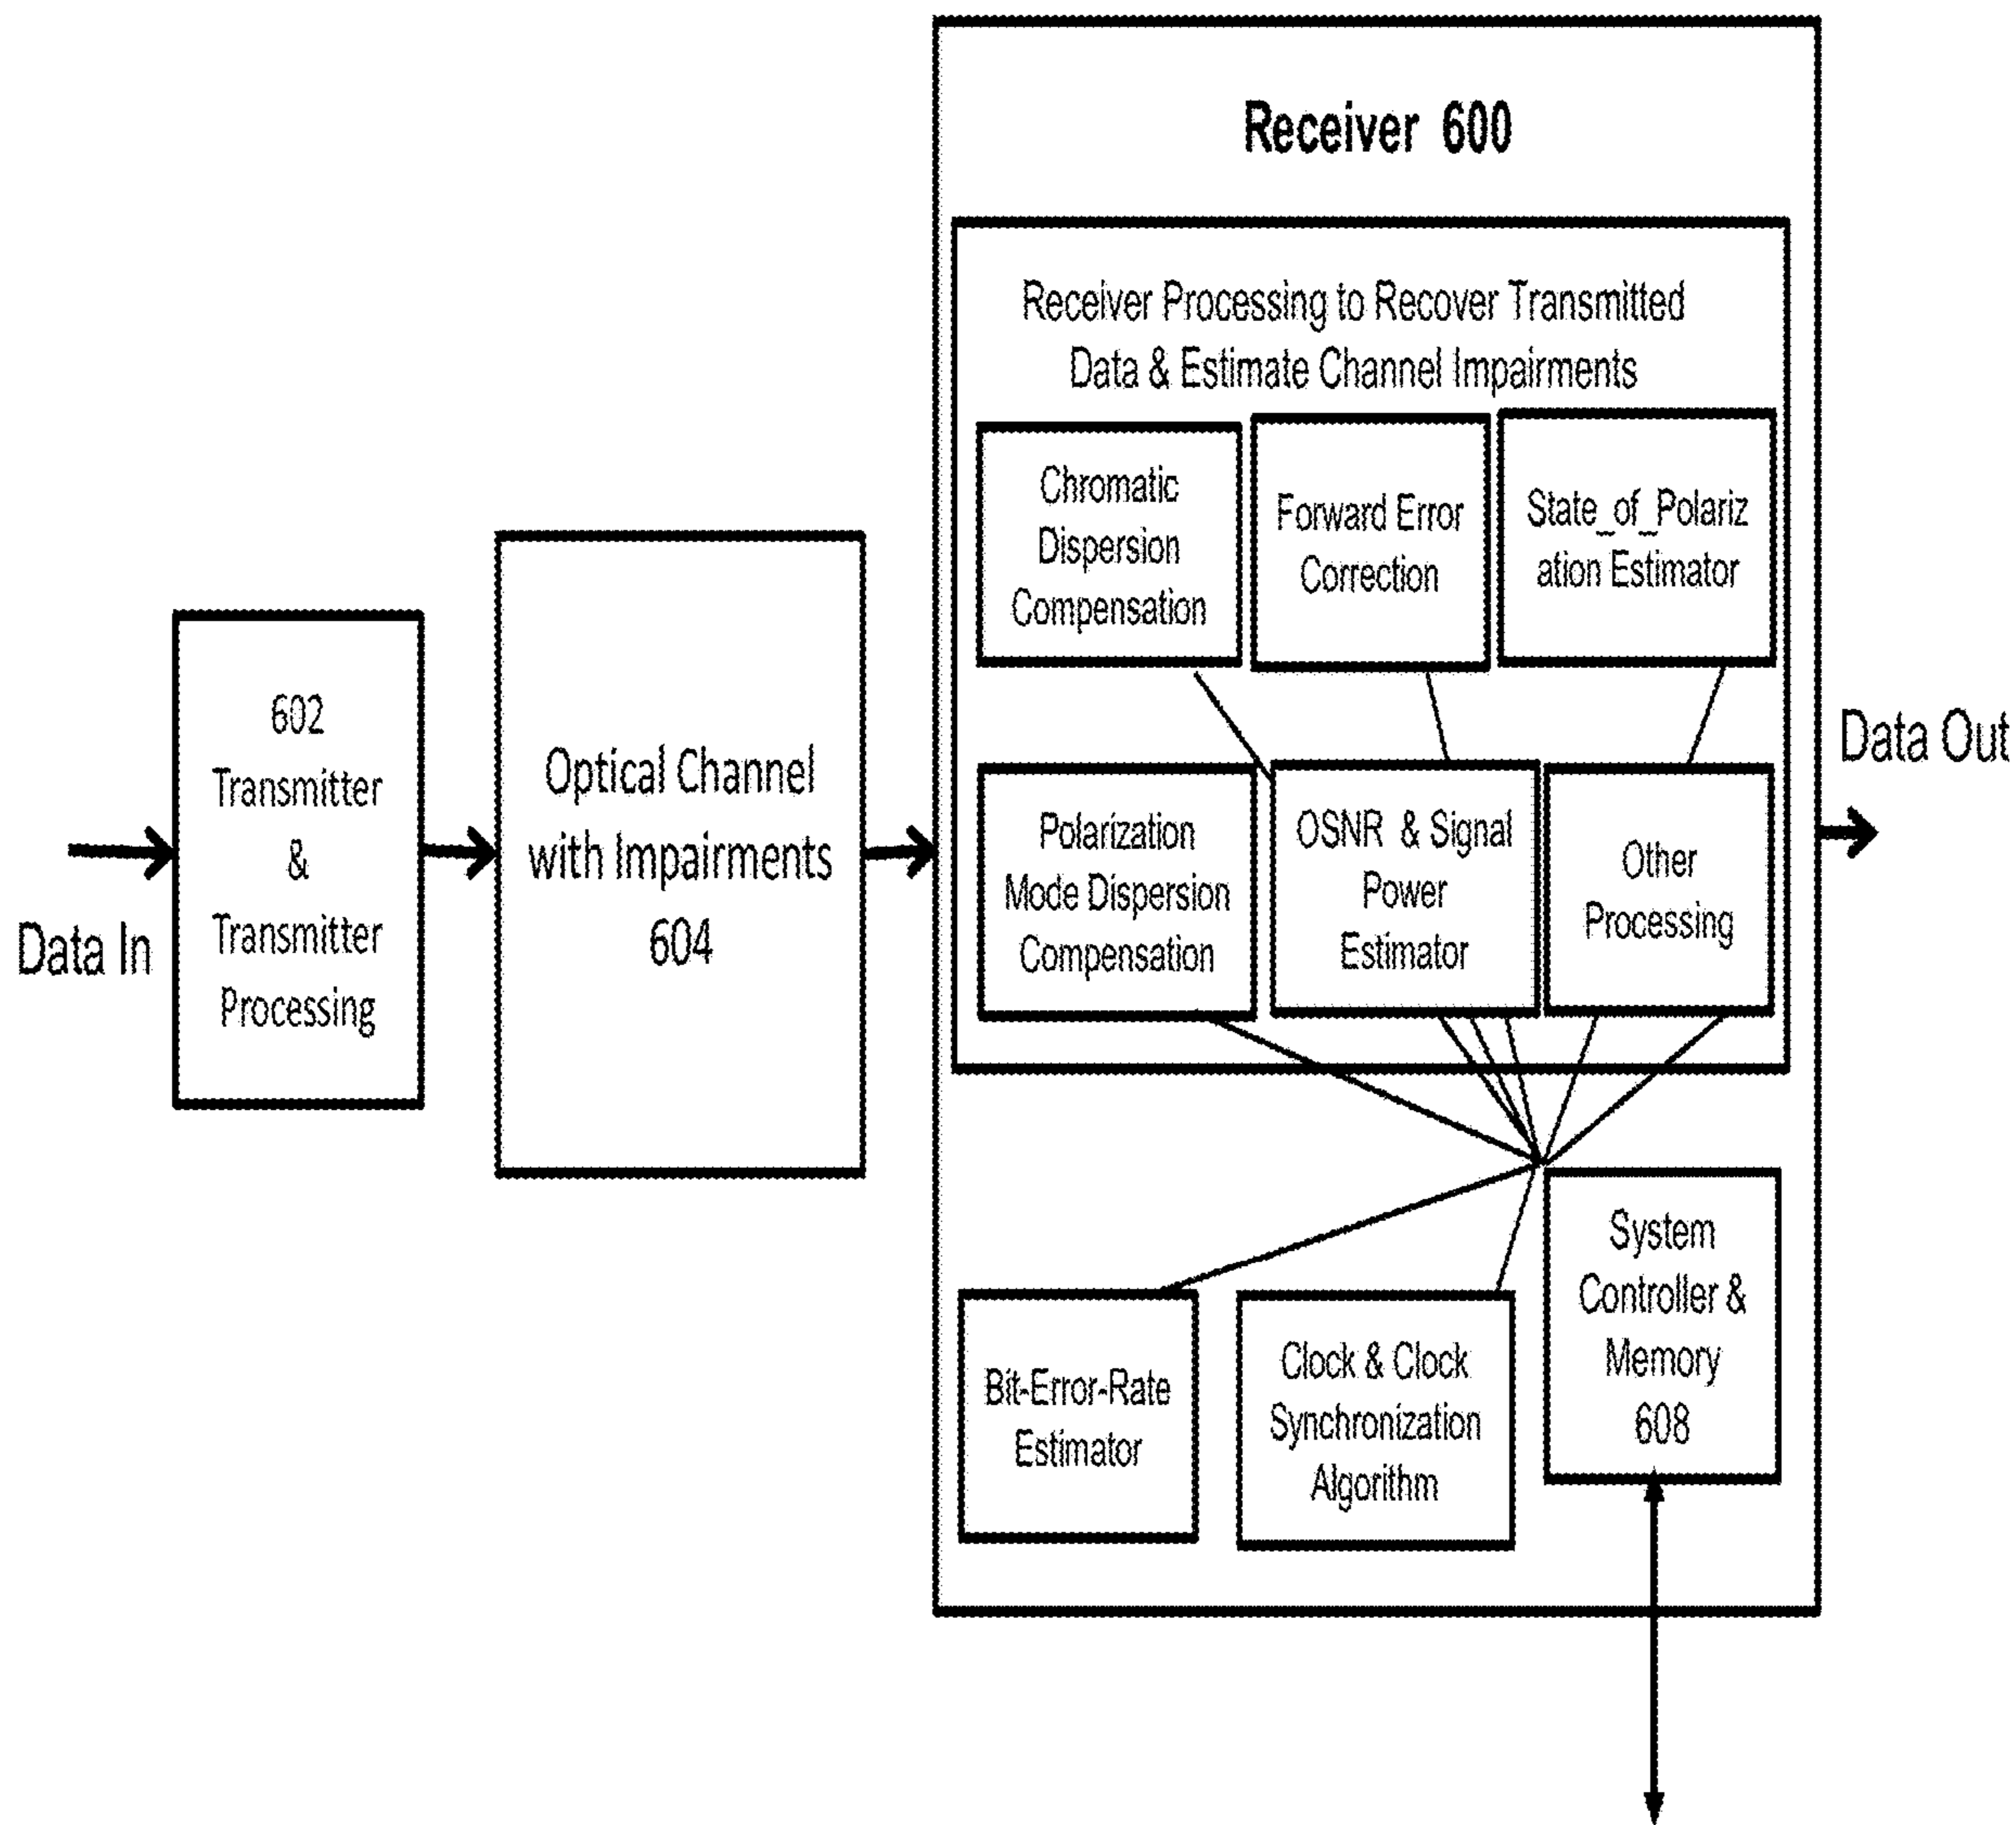 Receiver 600
Receiver Processing to Recover Transmitted
Data & Estimate Channel Impairments
Chromatic
Dispersion
Compensation
Forward Error
Correction
State_of_Polariz
ation Estimator
Polarization
Mode Dispersion
Compensation
OSNR & Signal
Power
Estimator
Other
Processing
Data In
602
Transmitter
&
Transmitter
Processing
Optical Channel
with Impairments
604
Data Out
Bit-Error-Rate
Estimator
Clock & Clock
Synchronization
Algorithm
System
Controller &
Memory
608